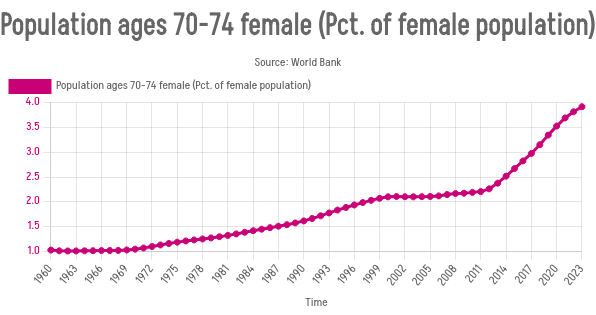 Population ages 70-74 female (Pct. of female population)
Source: World Bank
Population ages 70-74 female (Pct. of female population)
4.0
3.5
3.0
2.5
2.0
1.5
1.0
1960 1963 1966 1969 1972 1975 1978 1981 1984 1987 1990 1993 1996 1999 2002 2005 2008 2011 2014 2017 2020 2023
Time